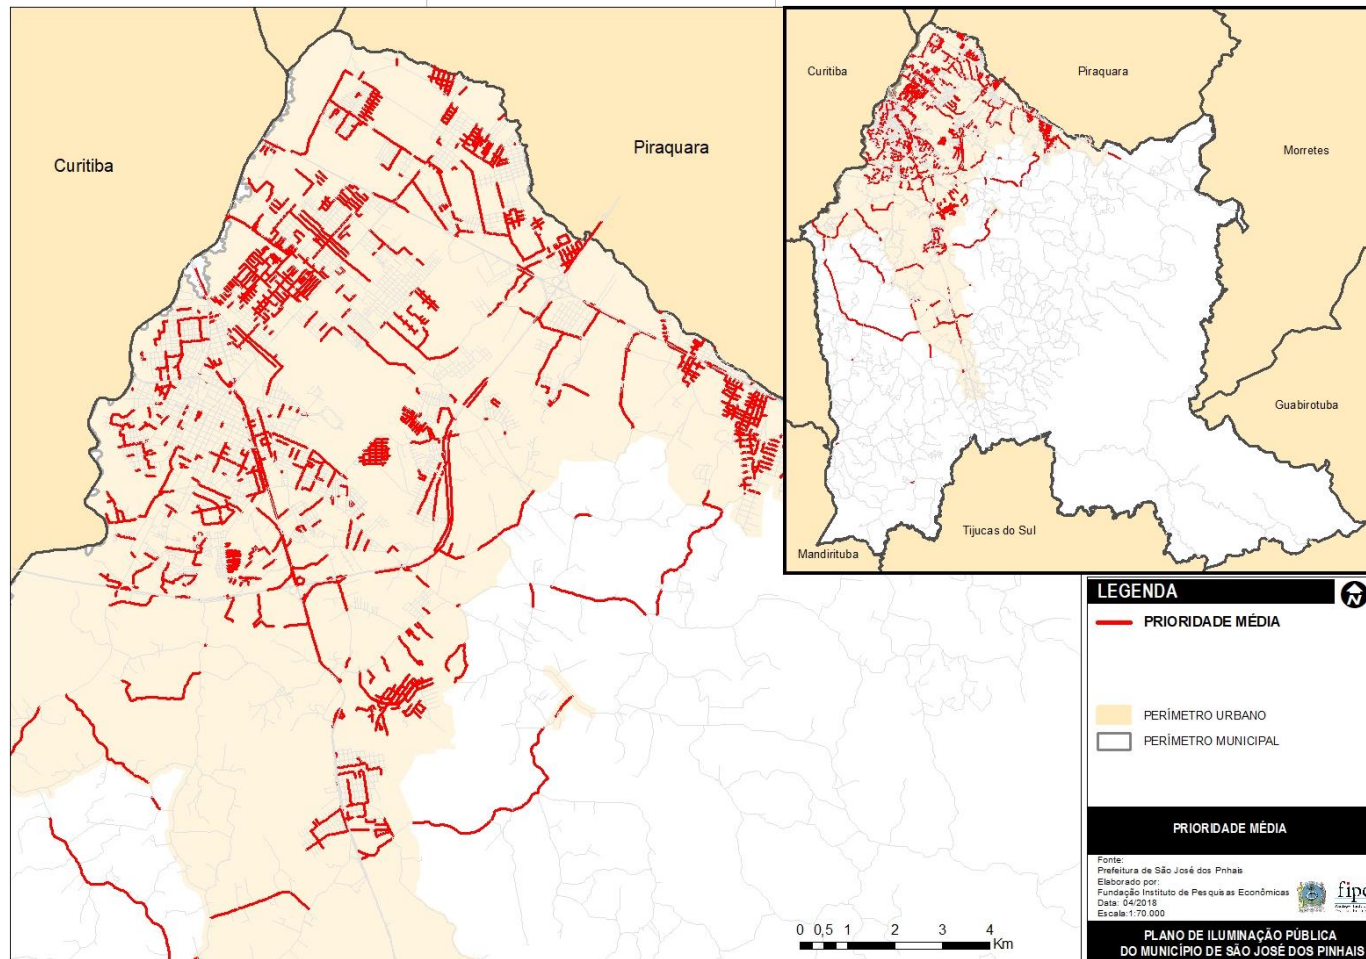 Curitiba
Piraquara
Curitiba
Piraquara
Morretes
Guabirotuba
Tijucas do Sul
Mandirituba
LEGENDA
N
PRIORIDADE MÉDIA
PERÍMETRO URBANO
PERÍMETRO MUNICIPAL
0 0,5 1 2 3 4
Km
PRIORIDADE MÉDIA
Fonte:
Prefeitura de São José dos Pnhais
Elaborado por:
Fundação Instituto de Pesquisas Econômicas
Data: 04/2018
Escala:1:70.000
fipe
PLANO DE ILUMINAÇÃO PÚBLICA
DO MUNICÍPIO DE SÃO JOSÉ DOS PINHAIS